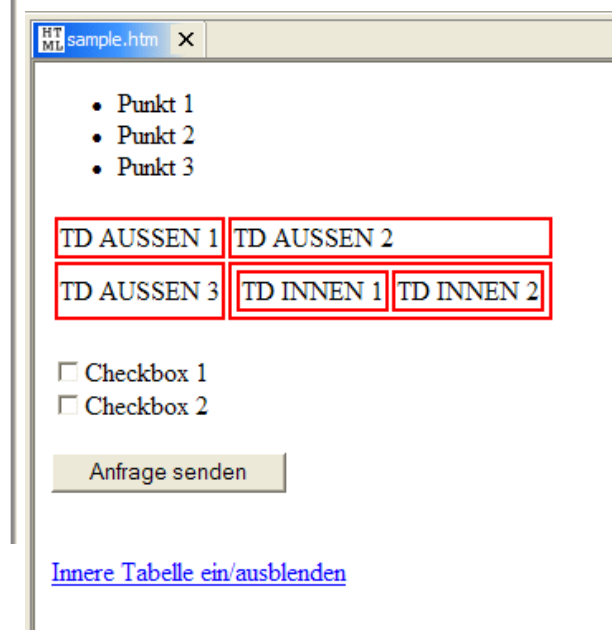 HTML sample.htm X
Punkt 1
Punkt 2
Punkt 3
TD AUSSEN 1 TD AUSSEN 2
TD AUSSEN 3 TD INNEN 1 TD INNEN 2
Checkbox 1
Checkbox 2
Anfrage senden
Innere Tabelle ein/ausblenden